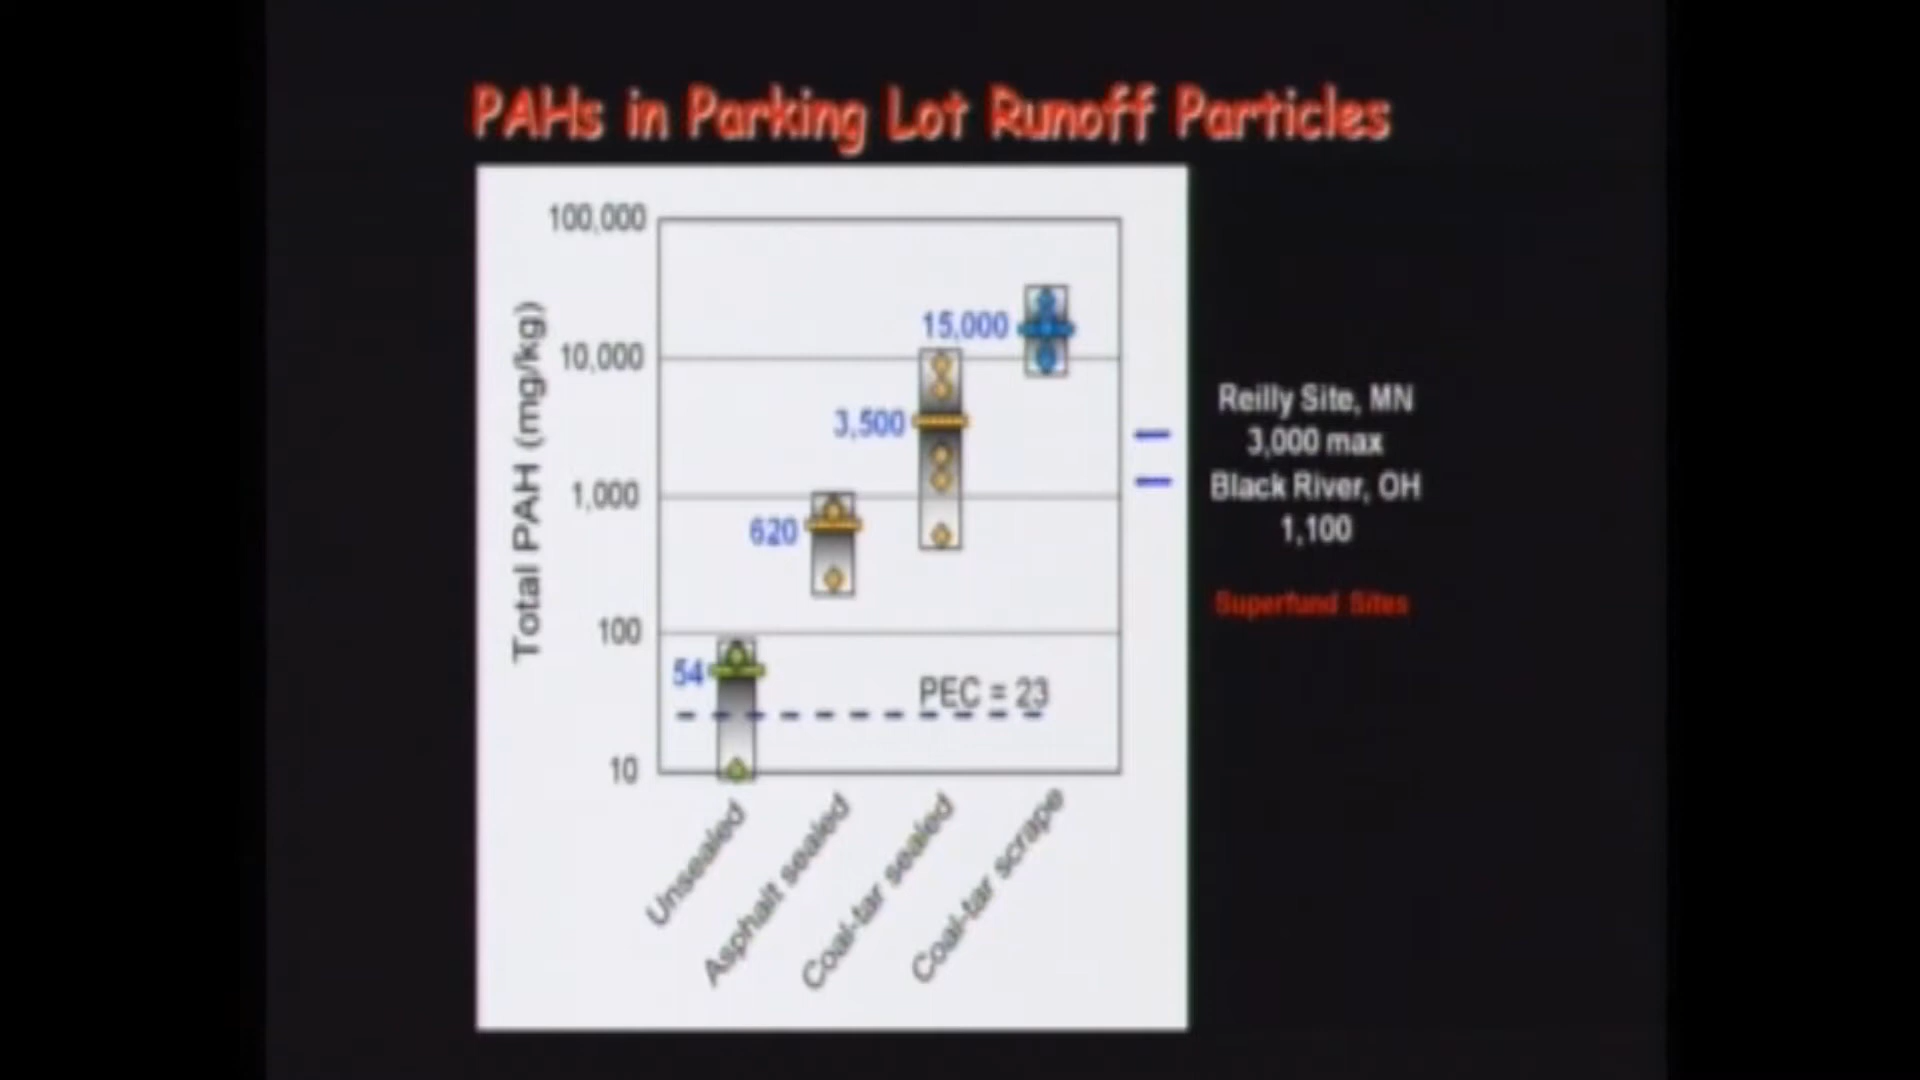 PAHs in Parking Lot Runoff Particles
Total PAH (mg/kg)
100,000
10,000
1,000
100
10
15,000
3,500
620
54
PEC = 23
Unsealed
Asphalt sealed
Coal-tar sealed
Coal-tar scrape
Reilly Site, MN
3,000 max
Black River, OH
1,100
Superfund Sites